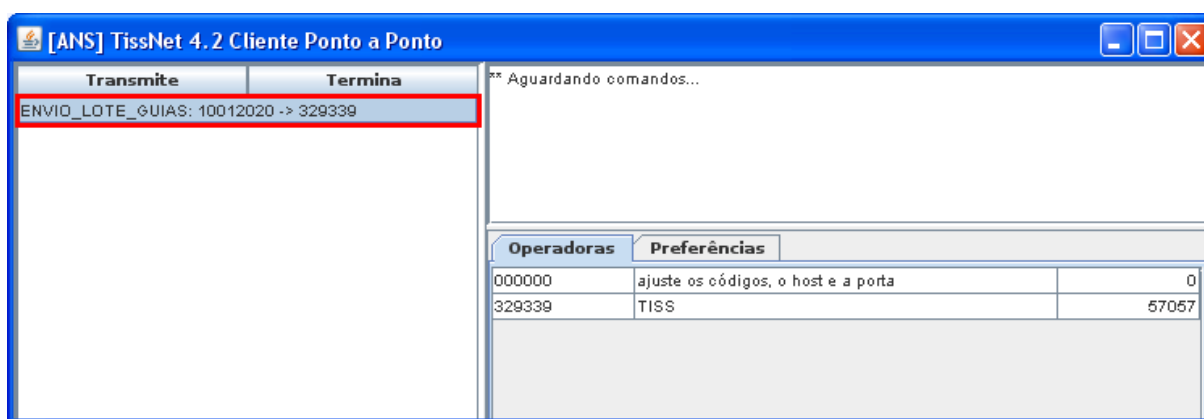 [ANS] TissNet 4.2 Cliente Ponto a Ponto
Transmite Termina
ENVIO_LOTE_GUIAS: 10012020 -> 329339
** Aguardando comandos...
Operadoras Preferências
000000 ajuste os códigos, o host e a porta 0
329339 TISS 57057